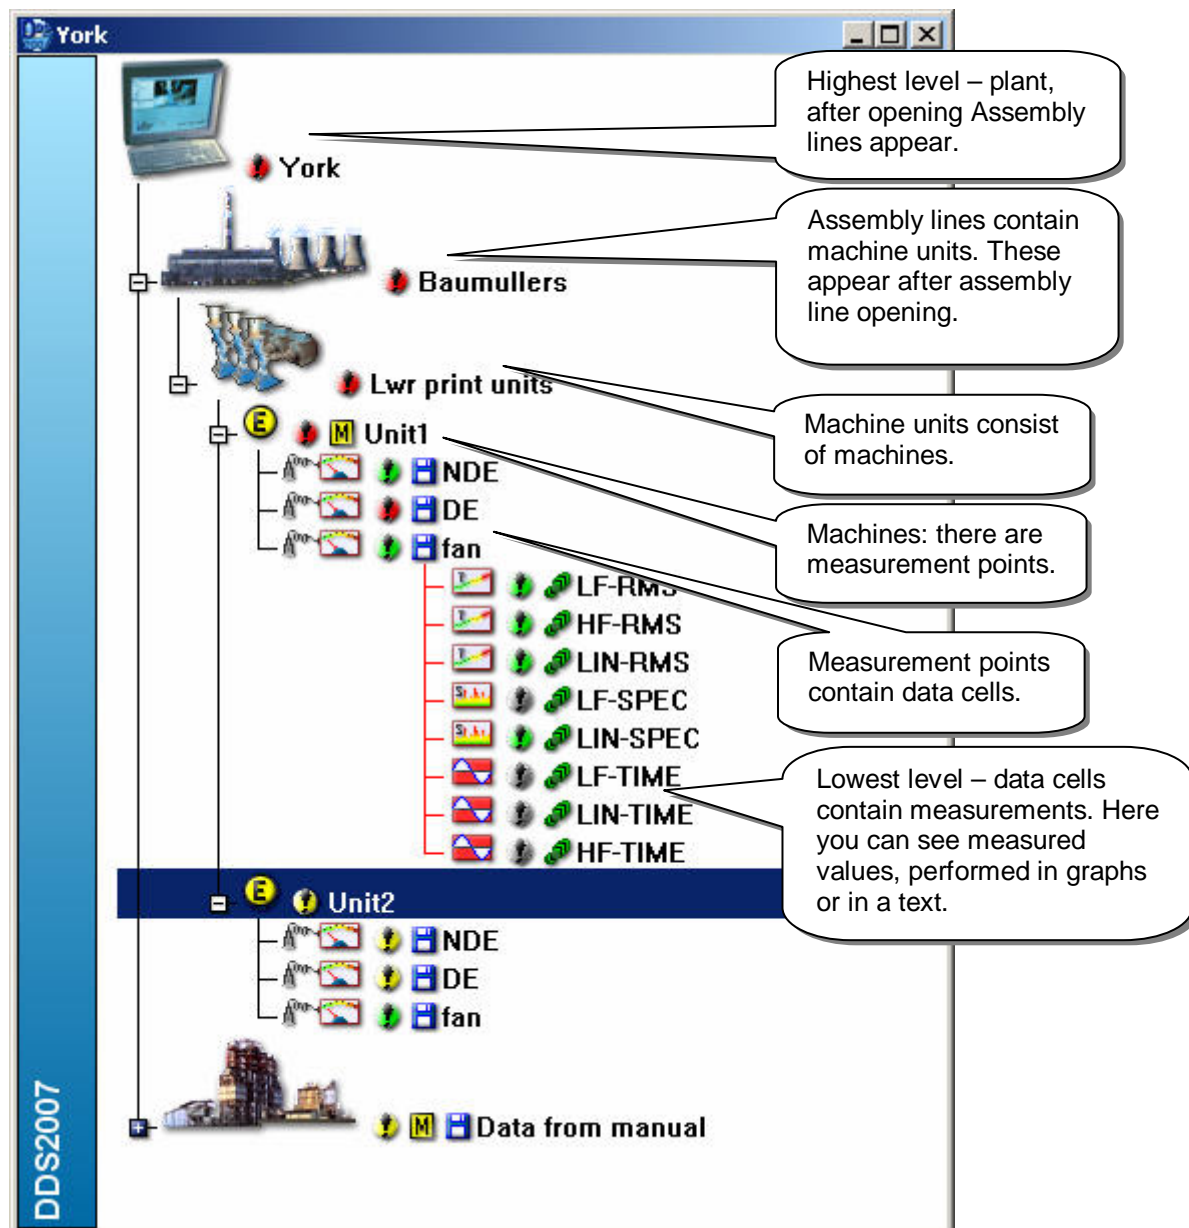 York
Highest level – plant,
after opening Assembly
lines appear.
York
Assembly lines contain
machine units. These
appear after assembly
line opening.
Baumullers
Lwr print units
Machine units consist
of machines.
E
M Unit1
NDE
DE
fan
Machines: there are
measurement points.
LF-RMS
HF-RMS
LIN-RMS
LF-SPEC
LIN-SPEC
LF-TIME
LIN-TIME
HF-TIME
Measurement points
contain data cells.
Lowest level – data cells
contain measurements. Here
you can see measured
values, performed in graphs
or in a text.
E
Unit2
NDE
DE
fan
M Data from manual
DDS2007